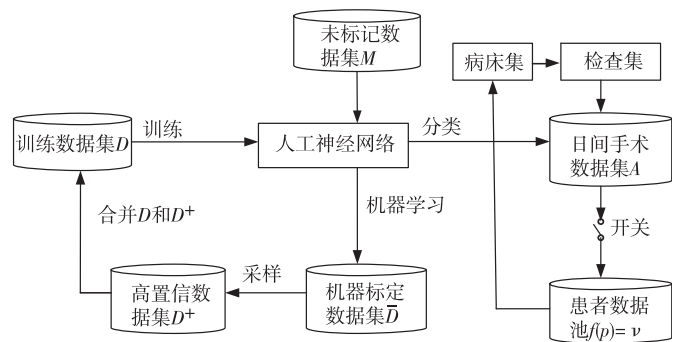 未标记数
据集M
病床集
检查集
训练数据集D
训练
人工神经网络
分类
日间手术
数据集A
机器学习
合并D和D⁺
开关
采样
高置信数
据集D⁺
机器标定
数据集D̄
患者数据
池f(p)= ν